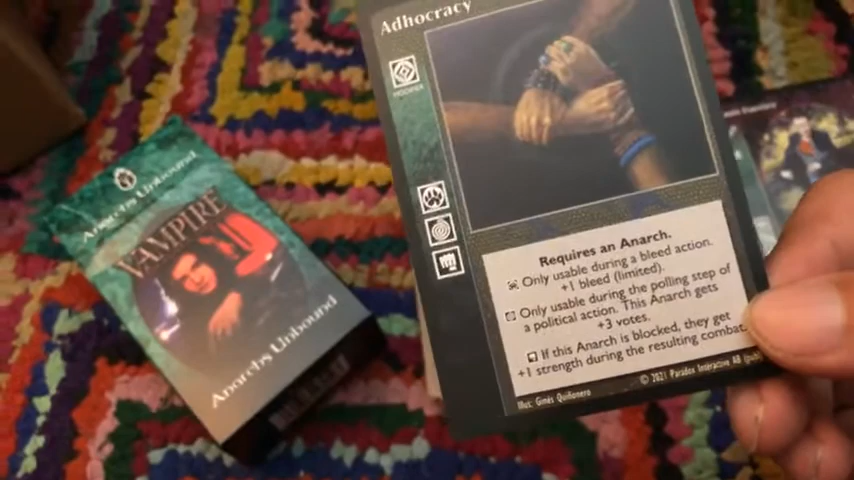 Adhocracy
MODIFIER
Requires an Anarch.
Only usable during a bleed action.
+1 bleed (limited).
Only usable during the polling step of
a political action. This Anarch gets
+3 votes.
If this Anarch is blocked, they get
+1 strength during the resulting combat.
Illus: Ginés Quiñonero
© 2021 Paradox Interactive AB (publ)
Anarchs Unbound
VAMPIRE
Anarchs Unbound